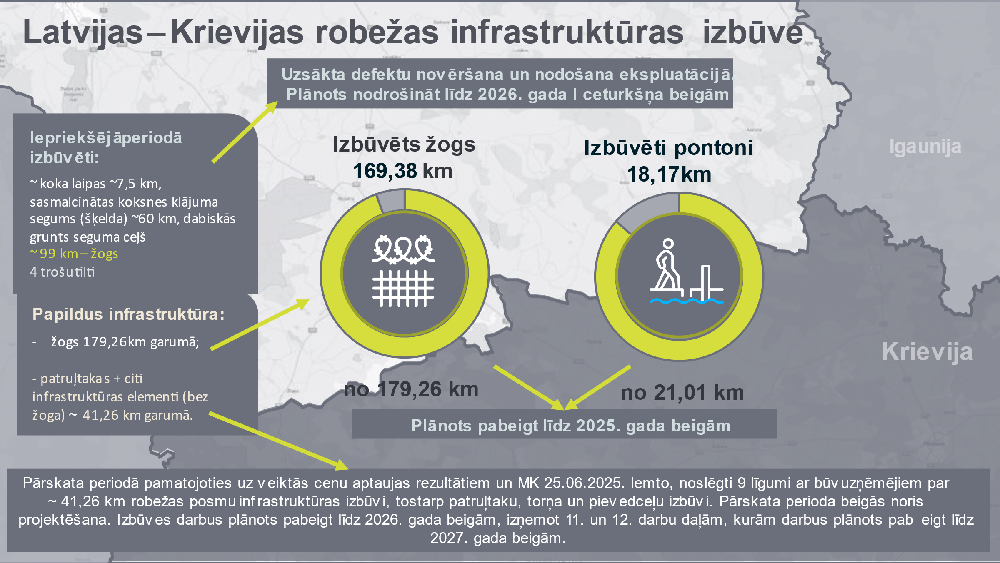 Latvijas – Krievijas robežas infrastruktūras izbūve
Uzsākta defektu novēršana un nodošana ekspluatācijā.
Plānots nodrošināt līdz 2026. gada I ceturkšņa beigām
Iepriekšējā periodā
izbūvēti:
~ koka laipas ~7,5 km,
sasmalcinātas koksnes klājuma
segums (šķelda) ~60 km, dabiskās
grunts seguma ceļš
~ 99 km – žogs
4 trošu tilti
Papildus infrastruktūra:
- žogs 179,26km garumā;
- patruļtakas + citi
infrastruktūras elementi (bez
žoga) ~ 41,26 km garumā.
Izbūvēts žogs
169,38 km
no 179,26 km
Izbūvēti pontoni
18,17km
no 21,01 km
Plānots pabeigt līdz 2025. gada beigām
Igaunija
Krievija
Pārskata periodā pamatojoties uz veiktās cenu aptaujas rezultātiem un MK 25.06.2025. lemto, noslēgti 9 līgumi ar būvuzņēmējiem par
~ 41,26 km robežas posmu infrastruktūras izbūvi, tostarp patruļtaku, torņa un pievedceļu izbūvi. Pārskata perioda beigās noris
projektēšana. Izbūves darbus plānots pabeigt līdz 2026. gada beigām, izņemot 11. un 12. darbu daļām, kurām darbus plānots pabeigt līdz
2027. gada beigām.